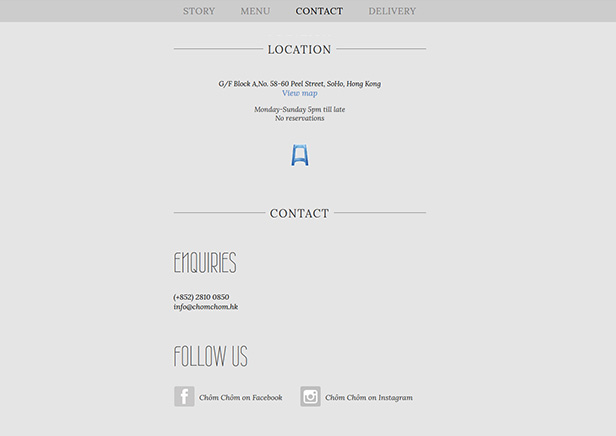 STORY MENU CONTACT DELIVERY
LOCATION
G/F Block A,No. 58-60 Peel Street, SoHo, Hong Kong
View map
Monday-Sunday 5pm till late
No reservations
CONTACT
ENQUIRIES
(+852) 2810 0850
info@chomchom.hk
FOLLOW US
Chôm Chôm on Facebook Chôm Chôm on Instagram